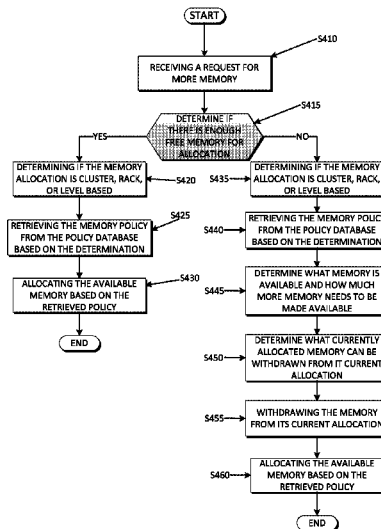 START
S410
RECEIVING A REQUEST FOR
MORE MEMORY
S415
DETERMINE IF
THERE IS ENOUGH
FREE MEMORY FOR
ALLOCATION
YES
NO
DETERMINING IF THE MEMORY
ALLOCATION IS CLUSTER, RACK,
OR LEVEL BASED
S420
S425
RETRIEVING THE MEMORY POLICY
FROM THE POLICY DATABASE
BASED ON THE DETERMINATION
S430
ALLOCATING THE AVAILABLE
MEMORY BASED ON THE
RETRIEVED POLICY
END
S435
DETERMINING IF THE MEMORY
ALLOCATION IS CLUSTER, RACK,
OR LEVEL BASED
S440
RETRIEVING THE MEMORY POLICY
FROM THE POLICY DATABASE
BASED ON THE DETERMINATION
S445
DETERMINE WHAT MEMORY IS
AVAILABLE AND HOW MUCH
MORE MEMORY NEEDS TO BE
MADE AVAILABLE
S450
DETERMINE WHAT CURRENTLY
ALLOCATED MEMORY CAN BE
WITHDRAWN FROM IT CURRENT
ALLOCATION
S455
WITHDRAWING THE MEMORY
FROM ITS CURRENT ALLOCATION
S460
ALLOCATING THE AVAILABLE
MEMORY BASED ON THE
RETRIEVED POLICY
END